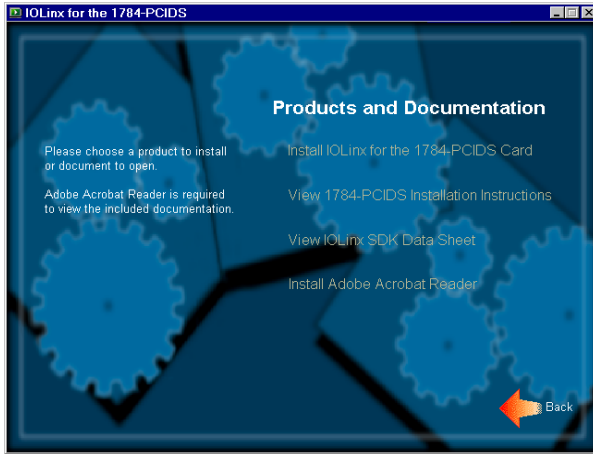 IOLinx for the 1784-PCIDS
Products and Documentation
Please choose a product to install
or document to open.
Adobe Acrobat Reader is required
to view the included documentation.
Install IOLinx for the 1784-PCIDS Card
View 1784-PCIDS Installation Instructions
View IOLinx SDK Data Sheet
Install Adobe Acrobat Reader
Back